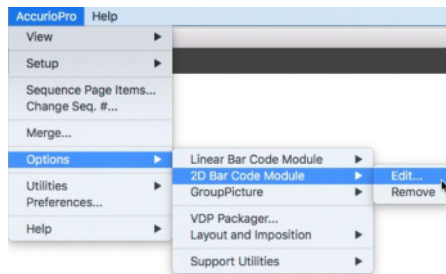 AccurioPro Help
View
Setup
Sequence Page Items...
Change Seq. #...
Merge...
Options
Utilities
Preferences...
Help
Linear Bar Code Module
2D Bar Code Module
GroupPicture
VDP Packager...
Layout and Imposition
Support Utilities
Edit...
Remove